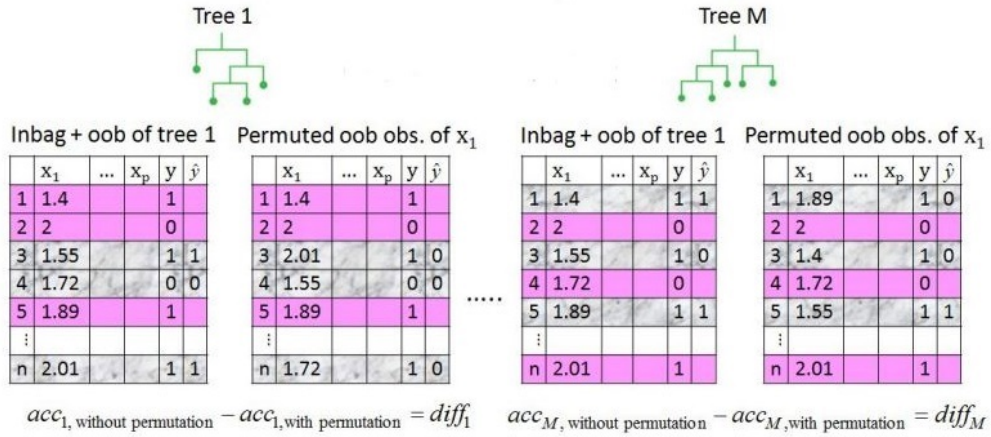 Tree 1
Tree M
Inbag + oob of tree 1
Permuted oob obs. of x₁
Inbag + oob of tree 1
Permuted oob obs. of x₁
x₁ ... xₚ y ŷ
1 1.4 1
2 2 0
3 1.55 1 1
4 1.72 0 0
5 1.89 1
⋮
n 2.01 1 1
x₁ ... xₚ y ŷ
1 1.4 1
2 2 0
3 2.01 1 0
4 1.55 0 0
5 1.89 1
⋮
n 1.72 1 0
.....
x₁ ... xₚ y ŷ
1 1.4 1 1
2 2 0
3 1.55 1 0
4 1.72 0
5 1.89 1 1
⋮
n 2.01 1
x₁ ... xₚ y ŷ
1 1.89 1 0
2 2 0
3 1.4 1 0
4 1.72 0
5 1.55 1 1
⋮
n 2.01 1
acc₁, without permutation − acc₁,with permutation = diff₁
acc_M, without permutation − acc_M,with permutation = diff_M